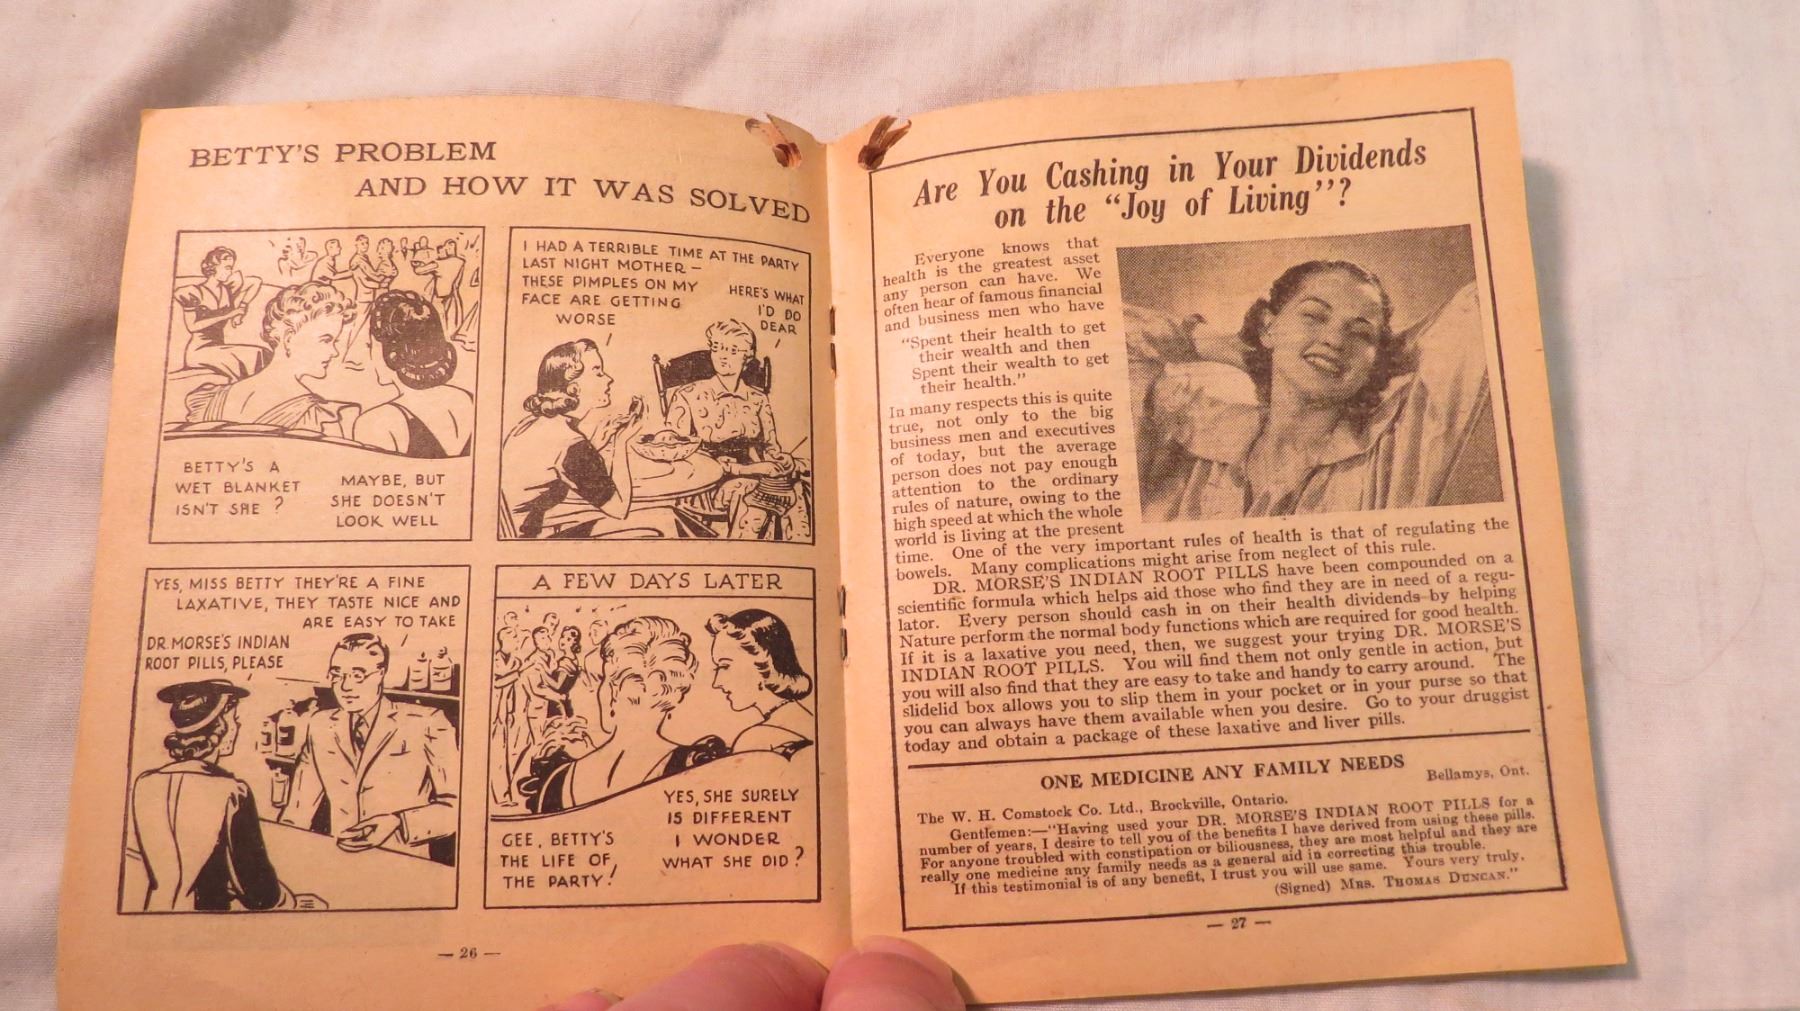 BETTY'S PROBLEM
AND HOW IT WAS SOLVED
BETTY'S A
WET BLANKET
ISN'T SHE ?
MAYBE, BUT
SHE DOESN'T
LOOK WELL
I HAD A TERRIBLE TIME AT THE PARTY
LAST NIGHT MOTHER —
THESE PIMPLES ON MY
FACE ARE GETTING
WORSE
HERE'S WHAT
I'D DO
DEAR
YES, MISS BETTY THEY'RE A FINE
LAXATIVE, THEY TASTE NICE AND
ARE EASY TO TAKE
DR. MORSE'S INDIAN
ROOT PILLS, PLEASE
A FEW DAYS LATER
GEE, BETTY'S
THE LIFE OF
THE PARTY!
YES, SHE SURELY
IS DIFFERENT
I WONDER
WHAT SHE DID ?
— 26 —
Are You Cashing in Your Dividends
on the "Joy of Living"?
Everyone knows that
health is the greatest asset
any person can have. We
often hear of famous financial
and business men who have
"Spent their health to get
their wealth and then
Spent their wealth to get
their health."
In many respects this is quite
true, not only to the big
business men and executives
of today, but the average
person does not pay enough
attention to the ordinary
rules of nature, owing to the
high speed at which the whole
world is living at the present
time. One of the very important rules of health is that of regulating the
bowels. Many complications might arise from neglect of this rule.
DR. MORSE'S INDIAN ROOT PILLS have been compounded on a
scientific formula which helps aid those who find they are in need of a regu-
lator. Every person should cash in on their health dividends by helping
Nature perform the normal body functions which are required for good health.
If it is a laxative you need, then, we suggest your trying DR. MORSE'S
INDIAN ROOT PILLS. You will find them not only gentle in action, but
you will also find that they are easy to take and handy to carry around. The
slidelid box allows you to slip them in your pocket or in your purse so that
you can always have them available when you desire. Go to your druggist
today and obtain a package of these laxative and liver pills.
ONE MEDICINE ANY FAMILY NEEDS
Bellamys, Ont.
The W. H. Comstock Co. Ltd., Brockville, Ontario.
Gentlemen:—"Having used your DR. MORSE'S INDIAN ROOT PILLS for a
number of years, I desire to tell you of the benefits I have derived from using these pills.
For anyone troubled with constipation or biliousness, they are most helpful and they are
really one medicine any family needs as a general aid in correcting this trouble.
If this testimonial is of any benefit, I trust you will use same. Yours very truly,
(Signed) MRS. THOMAS DUNCAN."
— 27 —